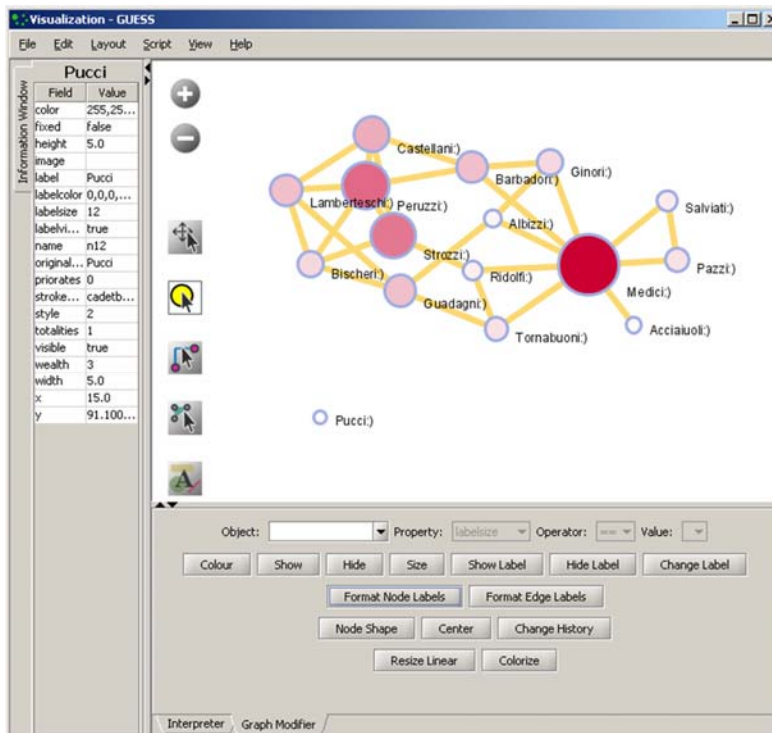 Visualization - GUESS
File Edit Layout Script View Help
Information Window
Pucci
Field Value
color 255,25...
fixed false
height 5.0
image
label Pucci
labelcolor 0,0,0,...
labelsize 12
labelvi... true
name n12
original... Pucci
priorates 0
stroke... cadetb...
style 2
totalities 1
visible true
wealth 3
width 5.0
x 15.0
y 91.100...
Castellani:)
Barbadori:)
Ginori:)
Lamberteschi:)
Peruzzi:)
Salviati:)
Albizzi:)
Strozzi:)
Bischeri:)
Ridolfi:)
Pazzi:)
Guadagni:)
Medici:)
Acciaiuoli:)
Tornabuoni:)
Pucci:)
A
Object: Property: labelsize Operator: == Value:
Colour Show Hide Size Show Label Hide Label Change Label
Format Node Labels Format Edge Labels
Node Shape Center Change History
Resize Linear Colorize
Interpreter Graph Modifier